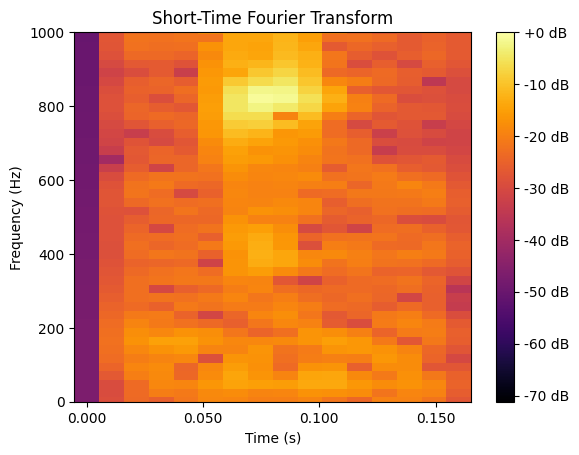 Short-Time Fourier Transform
1000
800
600
400
200
0
Frequency (Hz)
0.000
0.050
0.100
0.150
Time (s)
+0 dB
-10 dB
-20 dB
-30 dB
-40 dB
-50 dB
-60 dB
-70 dB